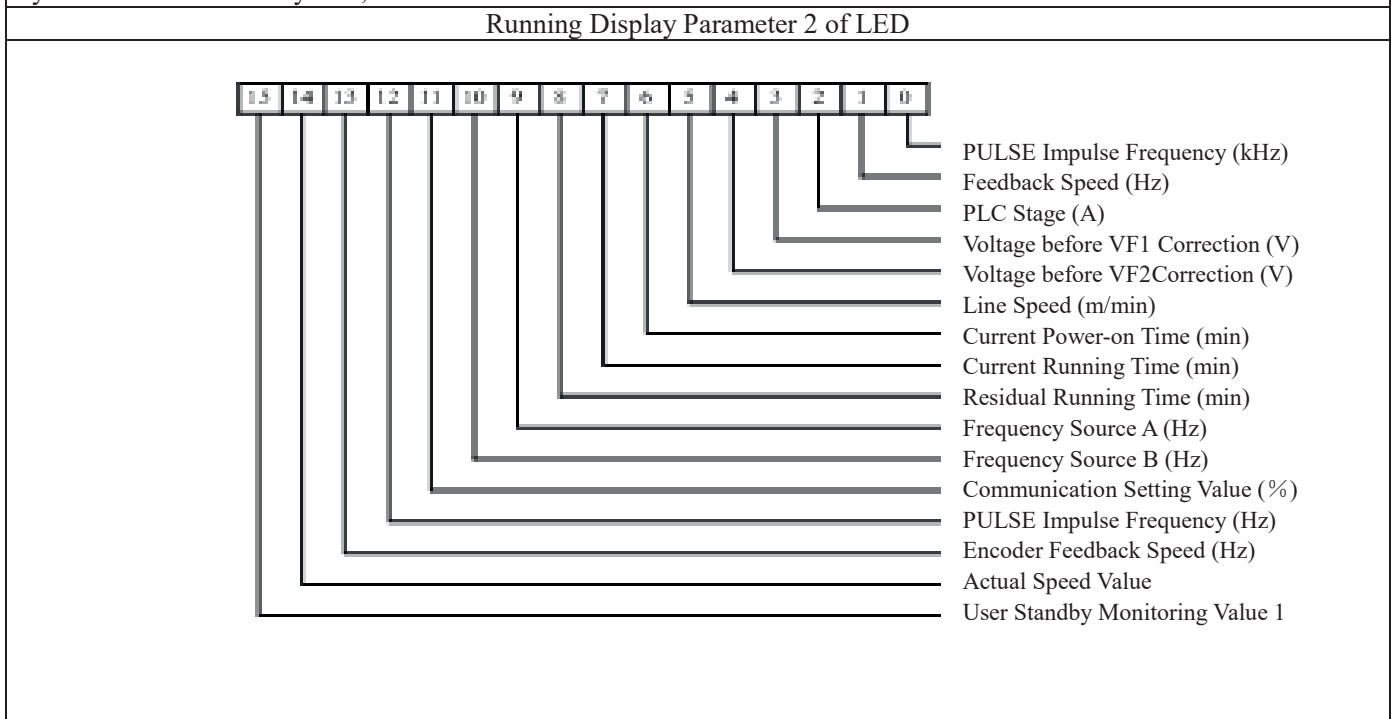 Running Display Parameter 2 of LED
15 14 13 12 11 10 9 8 7 6 5 4 3 2 1 0
PULSE Impulse Frequency (kHz)
Feedback Speed (Hz)
PLC Stage (A)
Voltage before VF1 Correction (V)
Voltage before VF2Correction (V)
Line Speed (m/min)
Current Power-on Time (min)
Current Running Time (min)
Residual Running Time (min)
Frequency Source A (Hz)
Frequency Source B (Hz)
Communication Setting Value (%)
PULSE Impulse Frequency (Hz)
Encoder Feedback Speed (Hz)
Actual Speed Value
User Standby Monitoring Value 1